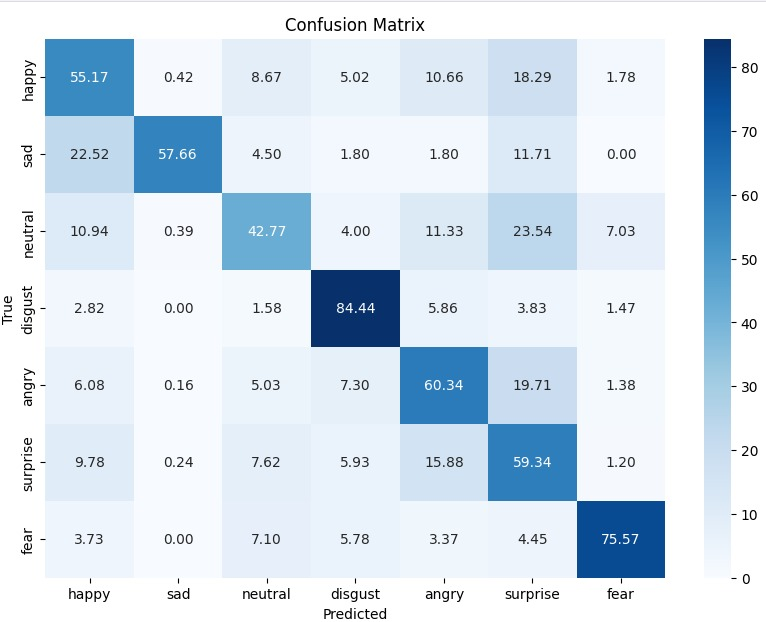 Confusion Matrix
True
happy 55.17 0.42 8.67 5.02 10.66 18.29 1.78
sad 22.52 57.66 4.50 1.80 1.80 11.71 0.00
neutral 10.94 0.39 42.77 4.00 11.33 23.54 7.03
disgust 2.82 0.00 1.58 84.44 5.86 3.83 1.47
angry 6.08 0.16 5.03 7.30 60.34 19.71 1.38
surprise 9.78 0.24 7.62 5.93 15.88 59.34 1.20
fear 3.73 0.00 7.10 5.78 3.37 4.45 75.57
happy sad neutral disgust angry surprise fear
Predicted
80
70
60
50
40
30
20
10
0